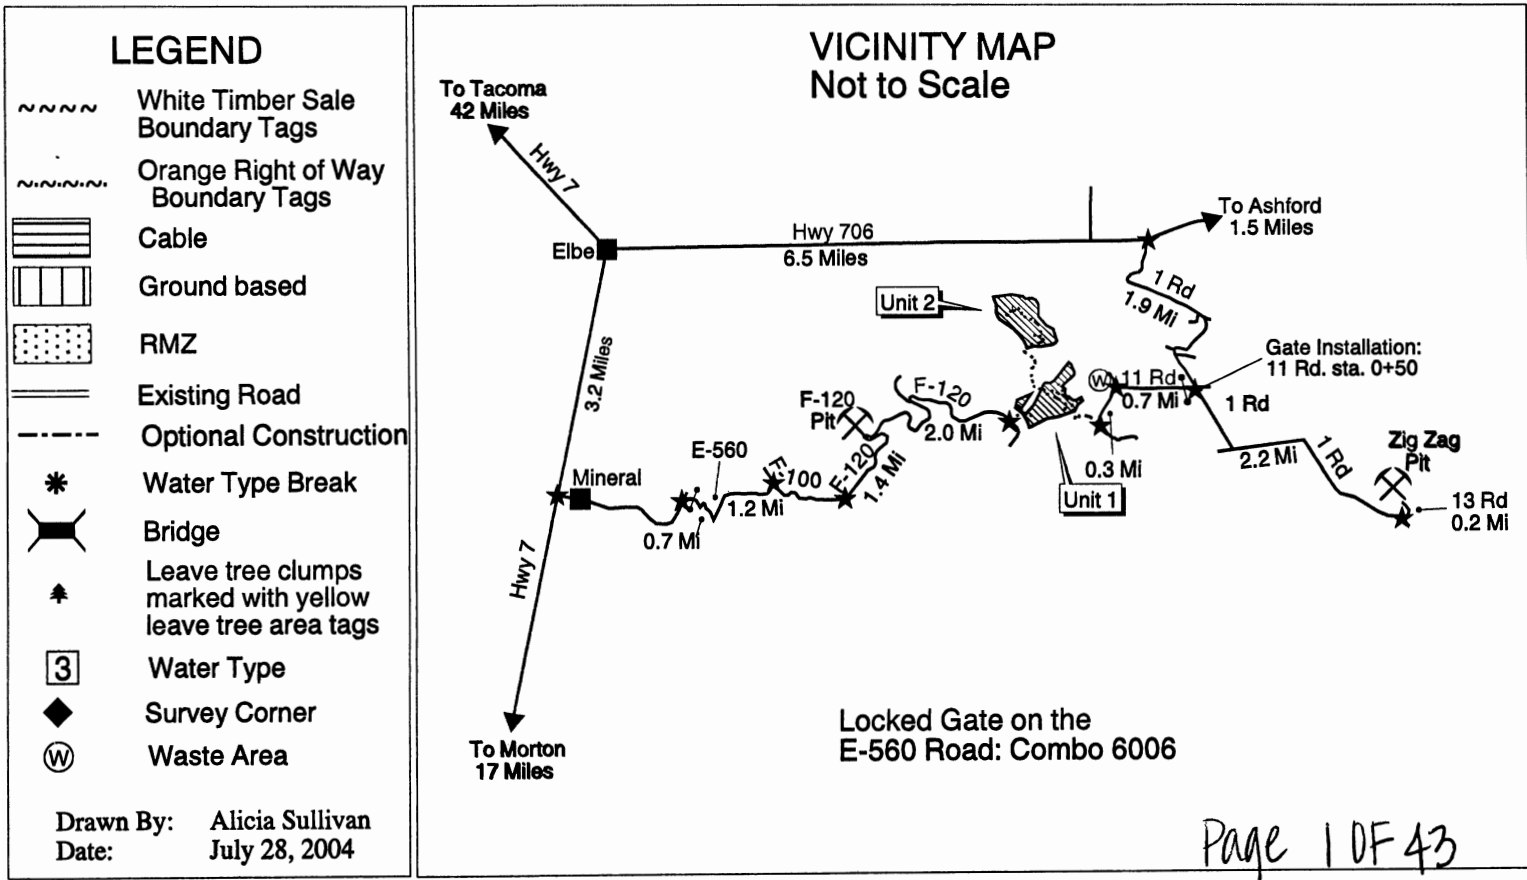 LEGEND
White Timber Sale
Boundary Tags
Orange Right of Way
Boundary Tags
Cable
Ground based
RMZ
Existing Road
Optional Construction
Water Type Break
Bridge
Leave tree clumps
marked with yellow
leave tree area tags
3
Water Type
Survey Corner
W
Waste Area
Drawn By: Alicia Sullivan
Date: July 28, 2004
VICINITY MAP
Not to Scale
To Tacoma
42 Miles
Hwy 7
Elbe
Hwy 706
6.5 Miles
To Ashford
1.5 Miles
1 Rd
1.9 Mi
Unit 2
Gate Installation:
11 Rd. sta. 0+50
W
11 Rd
0.7 Mi
1 Rd
3.2 Miles
F-120
Pit
F-120
2.0 Mi
E-560
Mineral
F-100
F-120
1.4 Mi
1.2 Mi
0.7 Mi
0.3 Mi
Unit 1
2.2 Mi
1 Rd
Zig Zag
Pit
13 Rd
0.2 Mi
Hwy 7
To Morton
17 Miles
Locked Gate on the
E-560 Road: Combo 6006
Page 1 OF 43